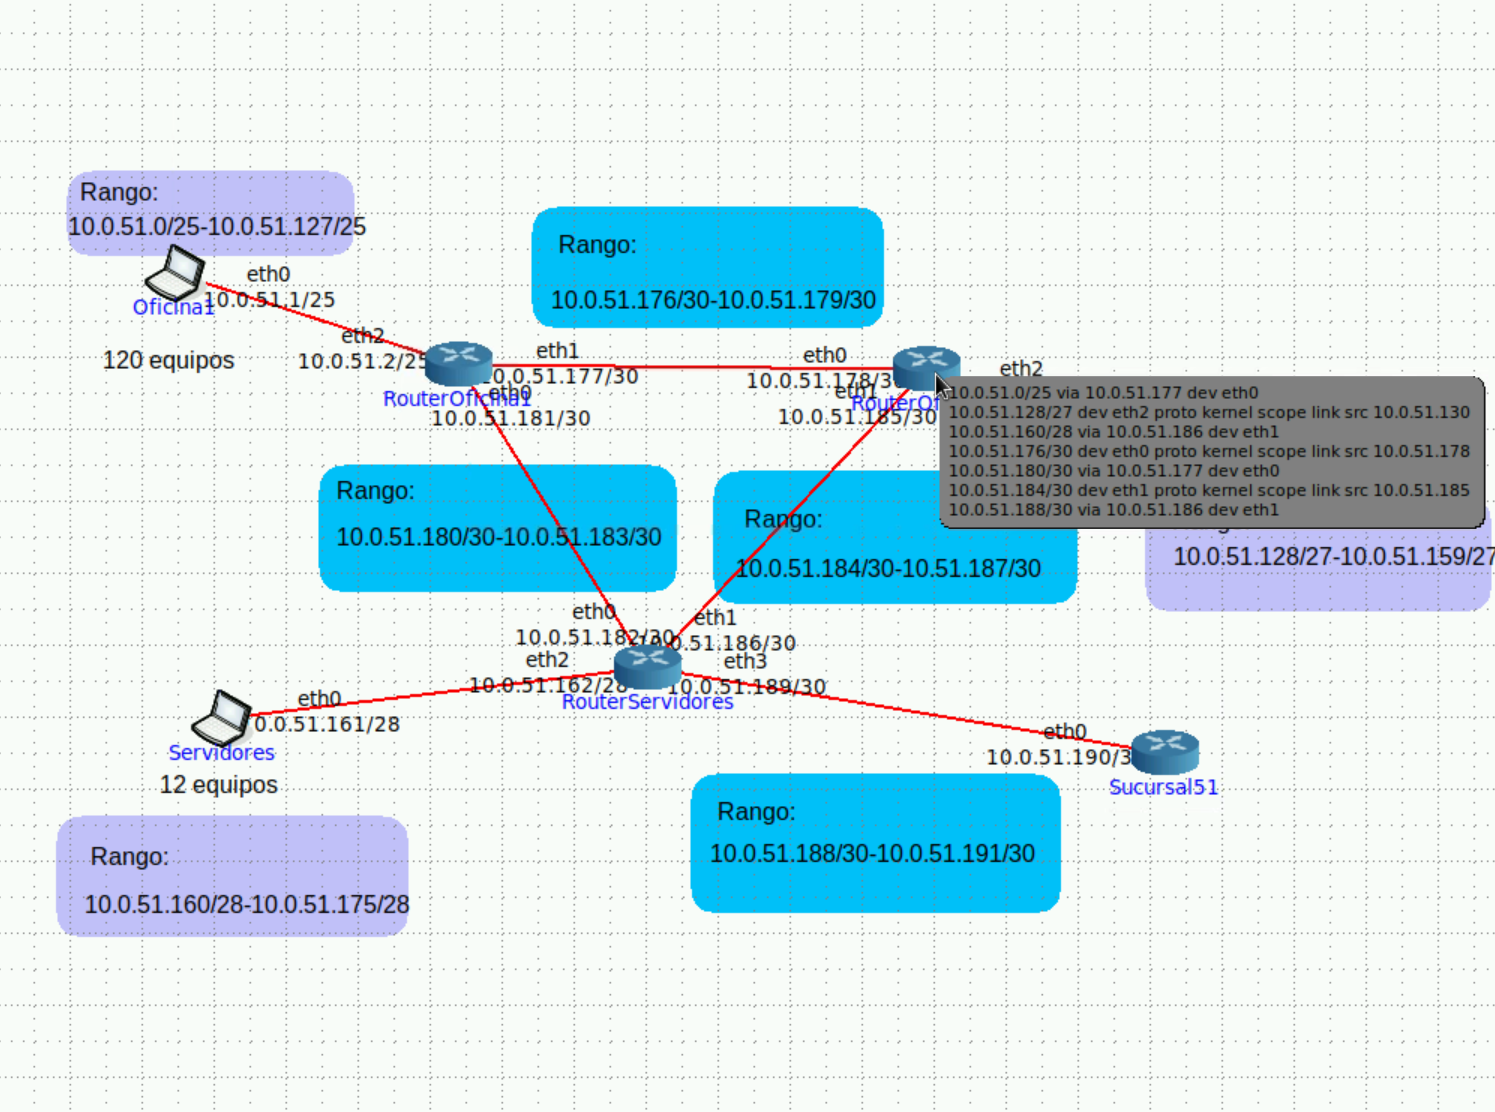 Rango:
10.0.51.0/25-10.0.51.127/25
eth0
10.0.51.1/25
Oficina1
120 equipos
eth2
10.0.51.2/25
Rango:
10.0.51.176/30-10.0.51.179/30
eth1
10.0.51.177/30
RouterOficina1
eth0
10.0.51.181/30
eth0
10.0.51.178/30
eth1
10.0.51.185/30
RouterOf
eth2
10.0.51.0/25 via 10.0.51.177 dev eth0
10.0.51.128/27 dev eth2 proto kernel scope link src 10.0.51.130
10.0.51.160/28 via 10.0.51.186 dev eth1
10.0.51.176/30 dev eth0 proto kernel scope link src 10.0.51.178
10.0.51.180/30 via 10.0.51.177 dev eth0
10.0.51.184/30 dev eth1 proto kernel scope link src 10.0.51.185
10.0.51.188/30 via 10.0.51.186 dev eth1
Rango:
10.0.51.180/30-10.0.51.183/30
Rango:
10.0.51.184/30-10.51.187/30
Rango:
10.0.51.128/27-10.0.51.159/27
eth0
10.0.51.182/30
eth1
10.0.51.186/30
eth2
10.0.51.162/28
eth3
10.0.51.189/30
RouterServidores
eth0
0.0.51.161/28
Servidores
12 equipos
eth0
10.0.51.190/3
Sucursal51
Rango:
10.0.51.160/28-10.0.51.175/28
Rango:
10.0.51.188/30-10.0.51.191/30